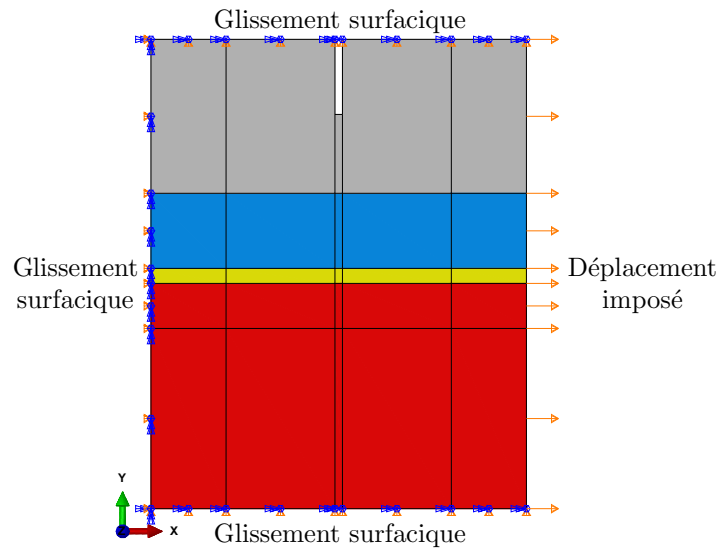 Glissement surfacique
Glissement
surfacique
Déplacement
imposé
Y
Z
X
Glissement surfacique